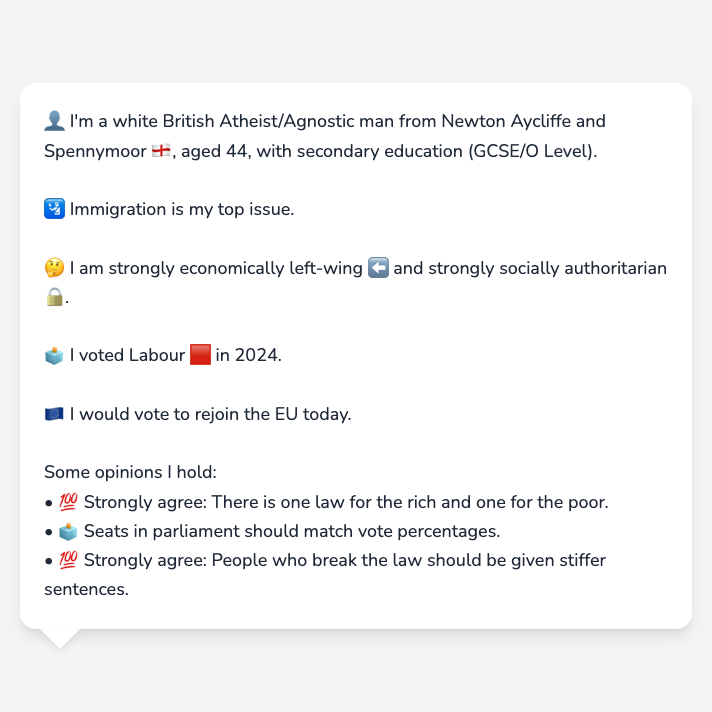 👤 I'm a white British Atheist/Agnostic man from Newton Aycliffe and
Spennymoor 🏴󠁧󠁢󠁥󠁮󠁧󠁿, aged 44, with secondary education (GCSE/O Level).
🛂 Immigration is my top issue.
🤔 I am strongly economically left-wing ⬅️ and strongly socially authoritarian
🔒.
🗳️ I voted Labour 🟥 in 2024.
🇪🇺 I would vote to rejoin the EU today.
Some opinions I hold:
• 💯 Strongly agree: There is one law for the rich and one for the poor.
• 🗳️ Seats in parliament should match vote percentages.
• 💯 Strongly agree: People who break the law should be given stiffer
sentences.